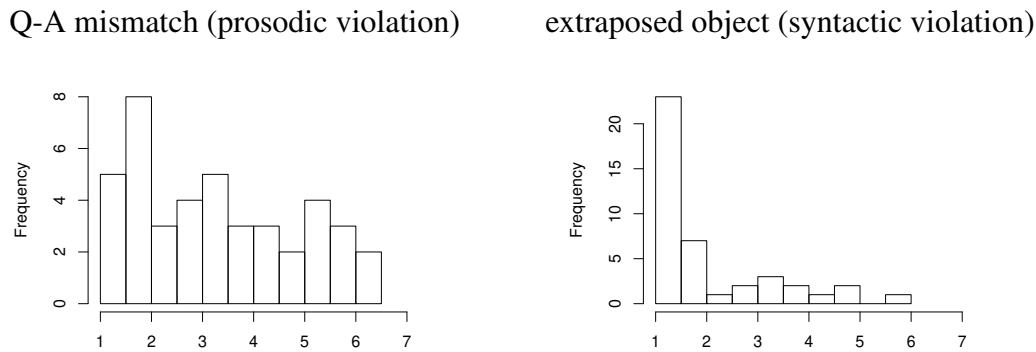 Q-A mismatch (prosodic violation)
extraposed object (syntactic violation)
Frequency
0 2 4 6 8
1 2 3 4 5 6 7
Frequency
0 5 10 15 20
1 2 3 4 5 6 7